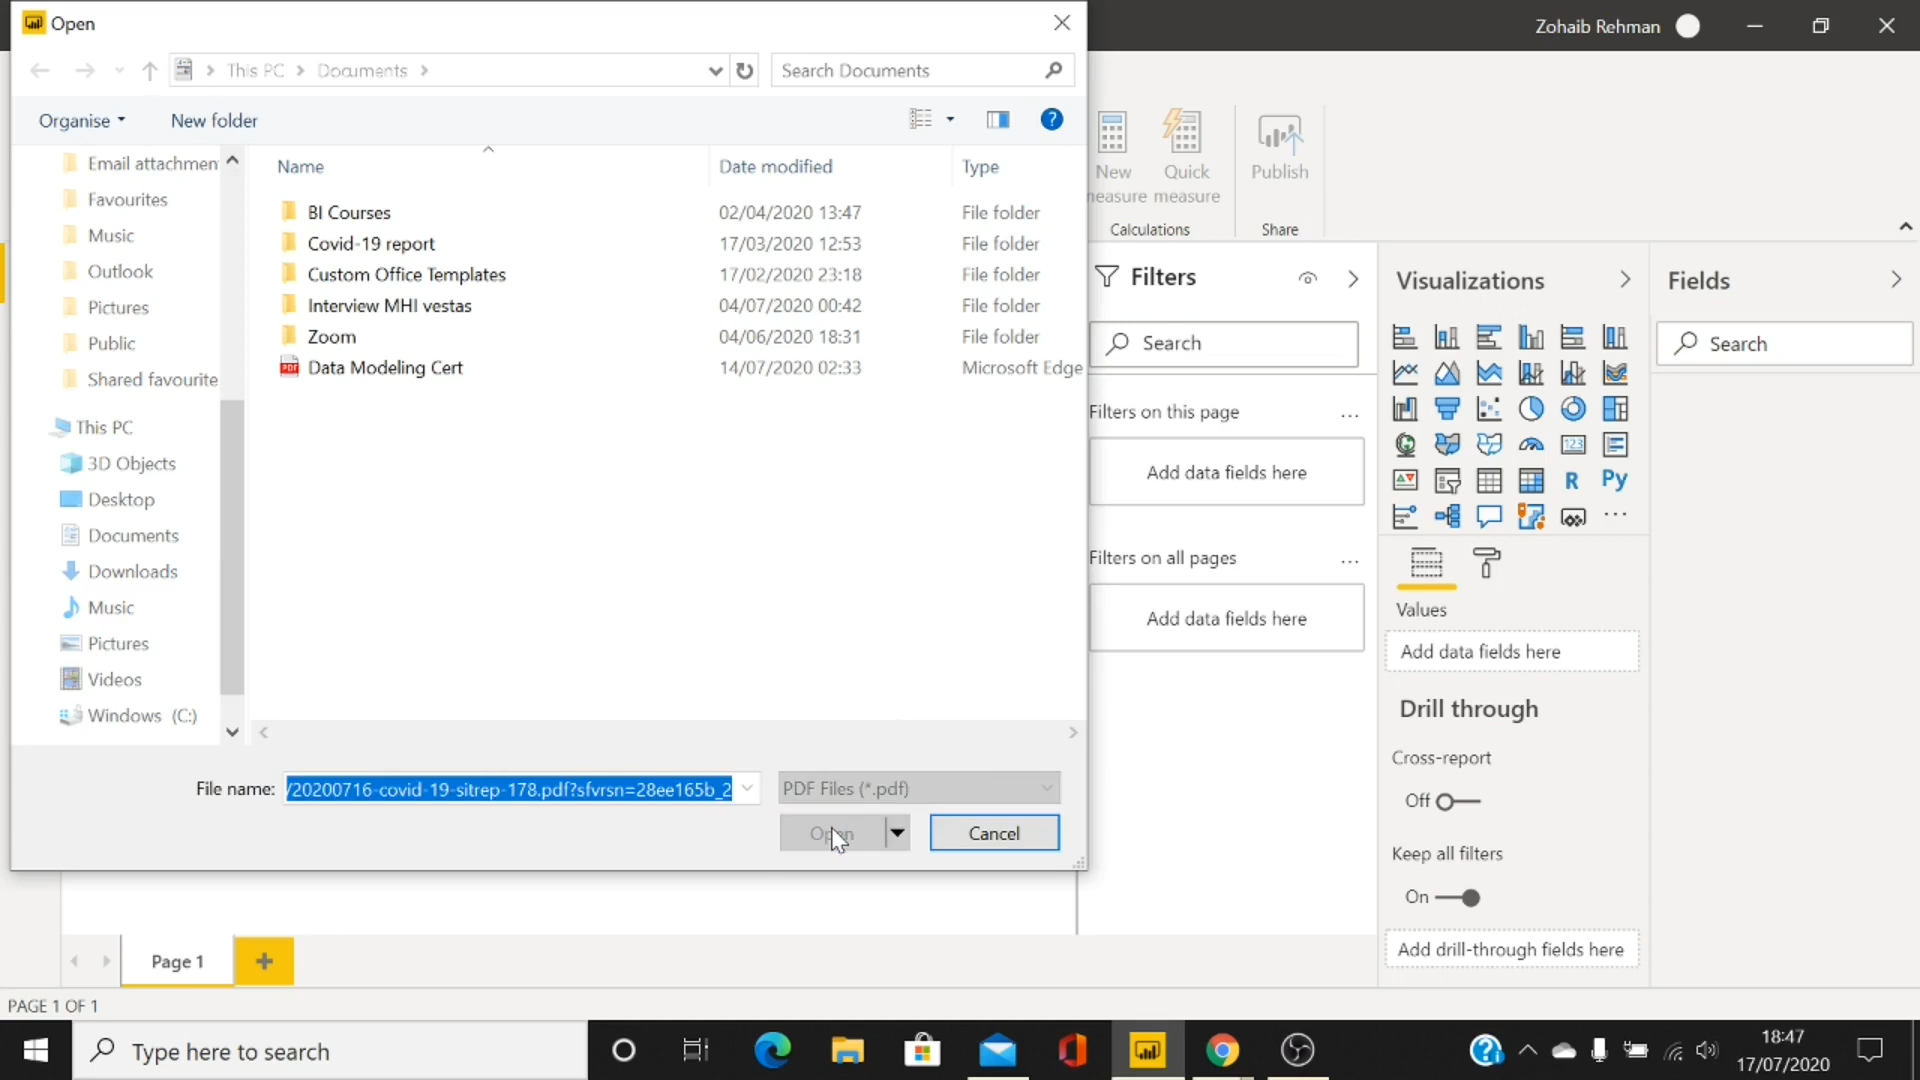 Open
Zohaib Rehman
This PC
Documents
Search Documents
Organise
New folder
Name
Date modified
Type
Email attachmen
Favourites
Music
Outlook
Pictures
Public
Shared favourite
This PC
3D Objects
Desktop
Documents
Downloads
Music
Pictures
Videos
Windows (C:)
BI Courses 02/04/2020 13:47 File folder
Covid-19 report 17/03/2020 12:53 File folder
Custom Office Templates 17/02/2020 23:18 File folder
Interview MHI vestas 04/07/2020 00:42 File folder
Zoom 04/06/2020 18:31 File folder
PDF Data Modeling Cert 14/07/2020 02:33 Microsoft Edge
File name: /20200716-covid-19-sitrep-178.pdf?sfvrsn=28ee165b_2
PDF Files (*.pdf)
Open
Cancel
New
measure
Quick
measure
Publish
Calculations
Share
Filters
Search
Filters on this page ...
Add data fields here
Filters on all pages ...
Add data fields here
Visualizations
123
R
Py
...
Values
Add data fields here
Drill through
Cross-report
Off
Keep all filters
On
Add drill-through fields here
Fields
Search
Page 1
PAGE 1 OF 1
Type here to search
18:47
17/07/2020